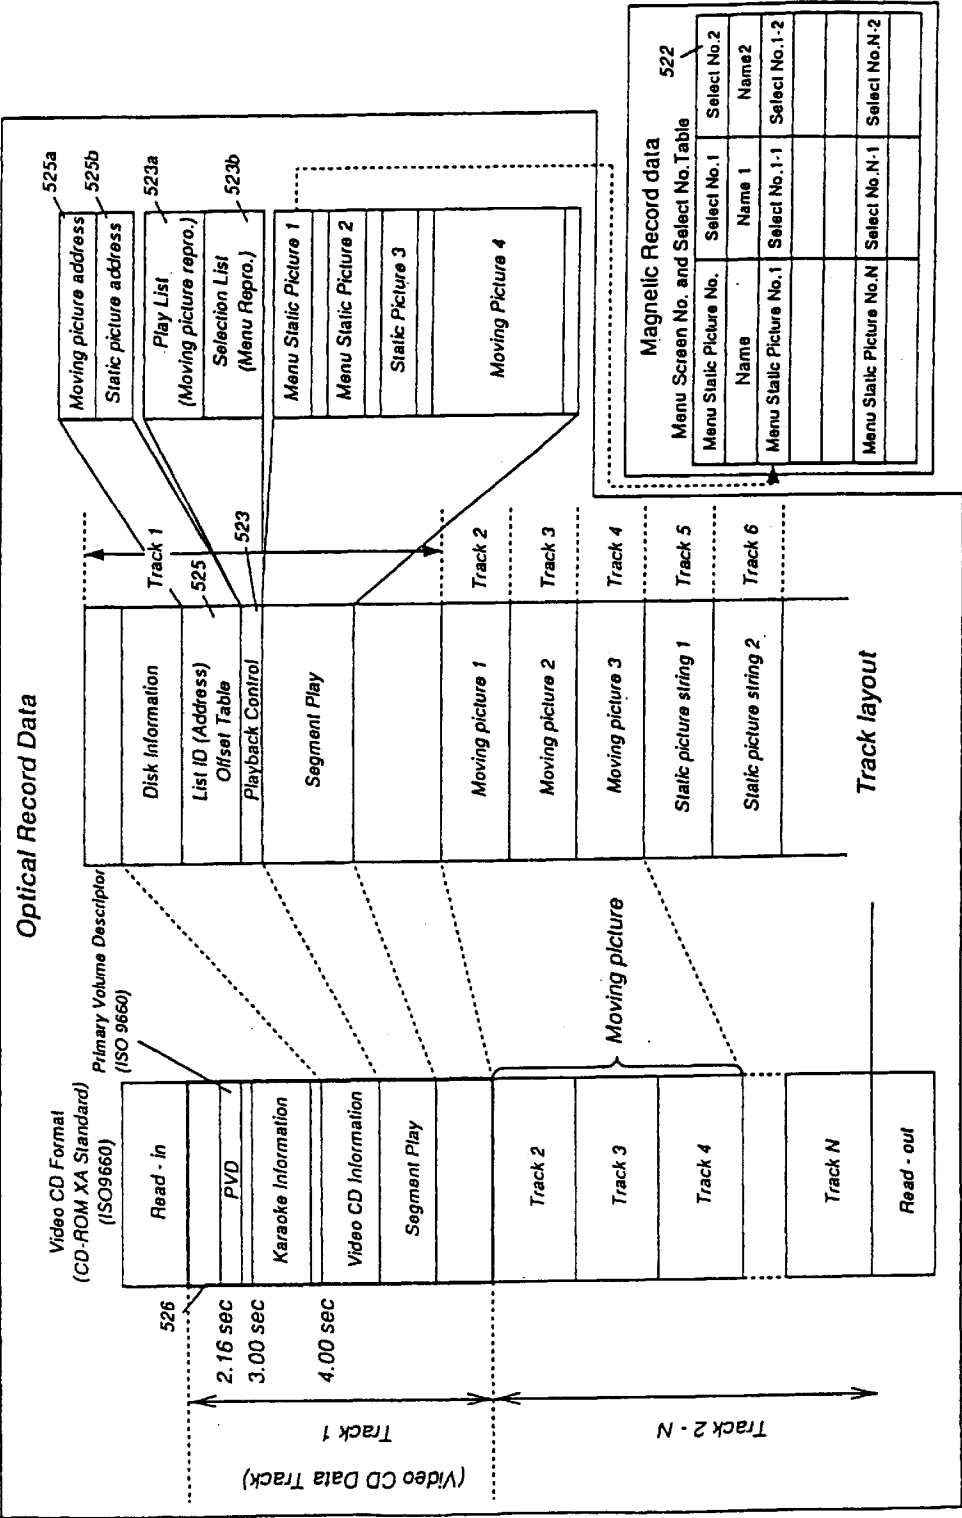 Optical Record Data
Video CD Format
(CD-ROM XA Standard)
(ISO9660)
Primary Volume Descriptor
(ISO 9660)
526
Read - in
PVD
Karaoke Information
Video CD Information
Segment Play
Track 2
Track 3
Track 4
Track N
Read - out
2.16 sec
3.00 sec
4.00 sec
Track 1
(Video CD Data Track)
Track 2 - N
Moving picture
Disk Information
List ID (Address)
Offset Table
Playback Control
Segment Play
Moving picture 1
Moving picture 2
Moving picture 3
Static picture string 1
Static picture string 2
Track layout
Track 1
525
523
Track 2
Track 3
Track 4
Track 5
Track 6
Moving picture address
Static picture address
525a
525b
Play List
(Moving picture repro.)
Selection List
(Menu Repro.)
523a
523b
Menu Static Picture 1
Menu Static Picture 2
Static Picture 3
Moving Picture 4
Magnetic Record data
Menu Screen No. and Select No.Table
522
Menu Static Picture No. Select No.1 Select No.2
Name Name 1 Name2
Menu Static Picture No.1 Select No.1-1 Select No.1-2
Menu Static Picture No.N Select No.N-1 Select No.N-2